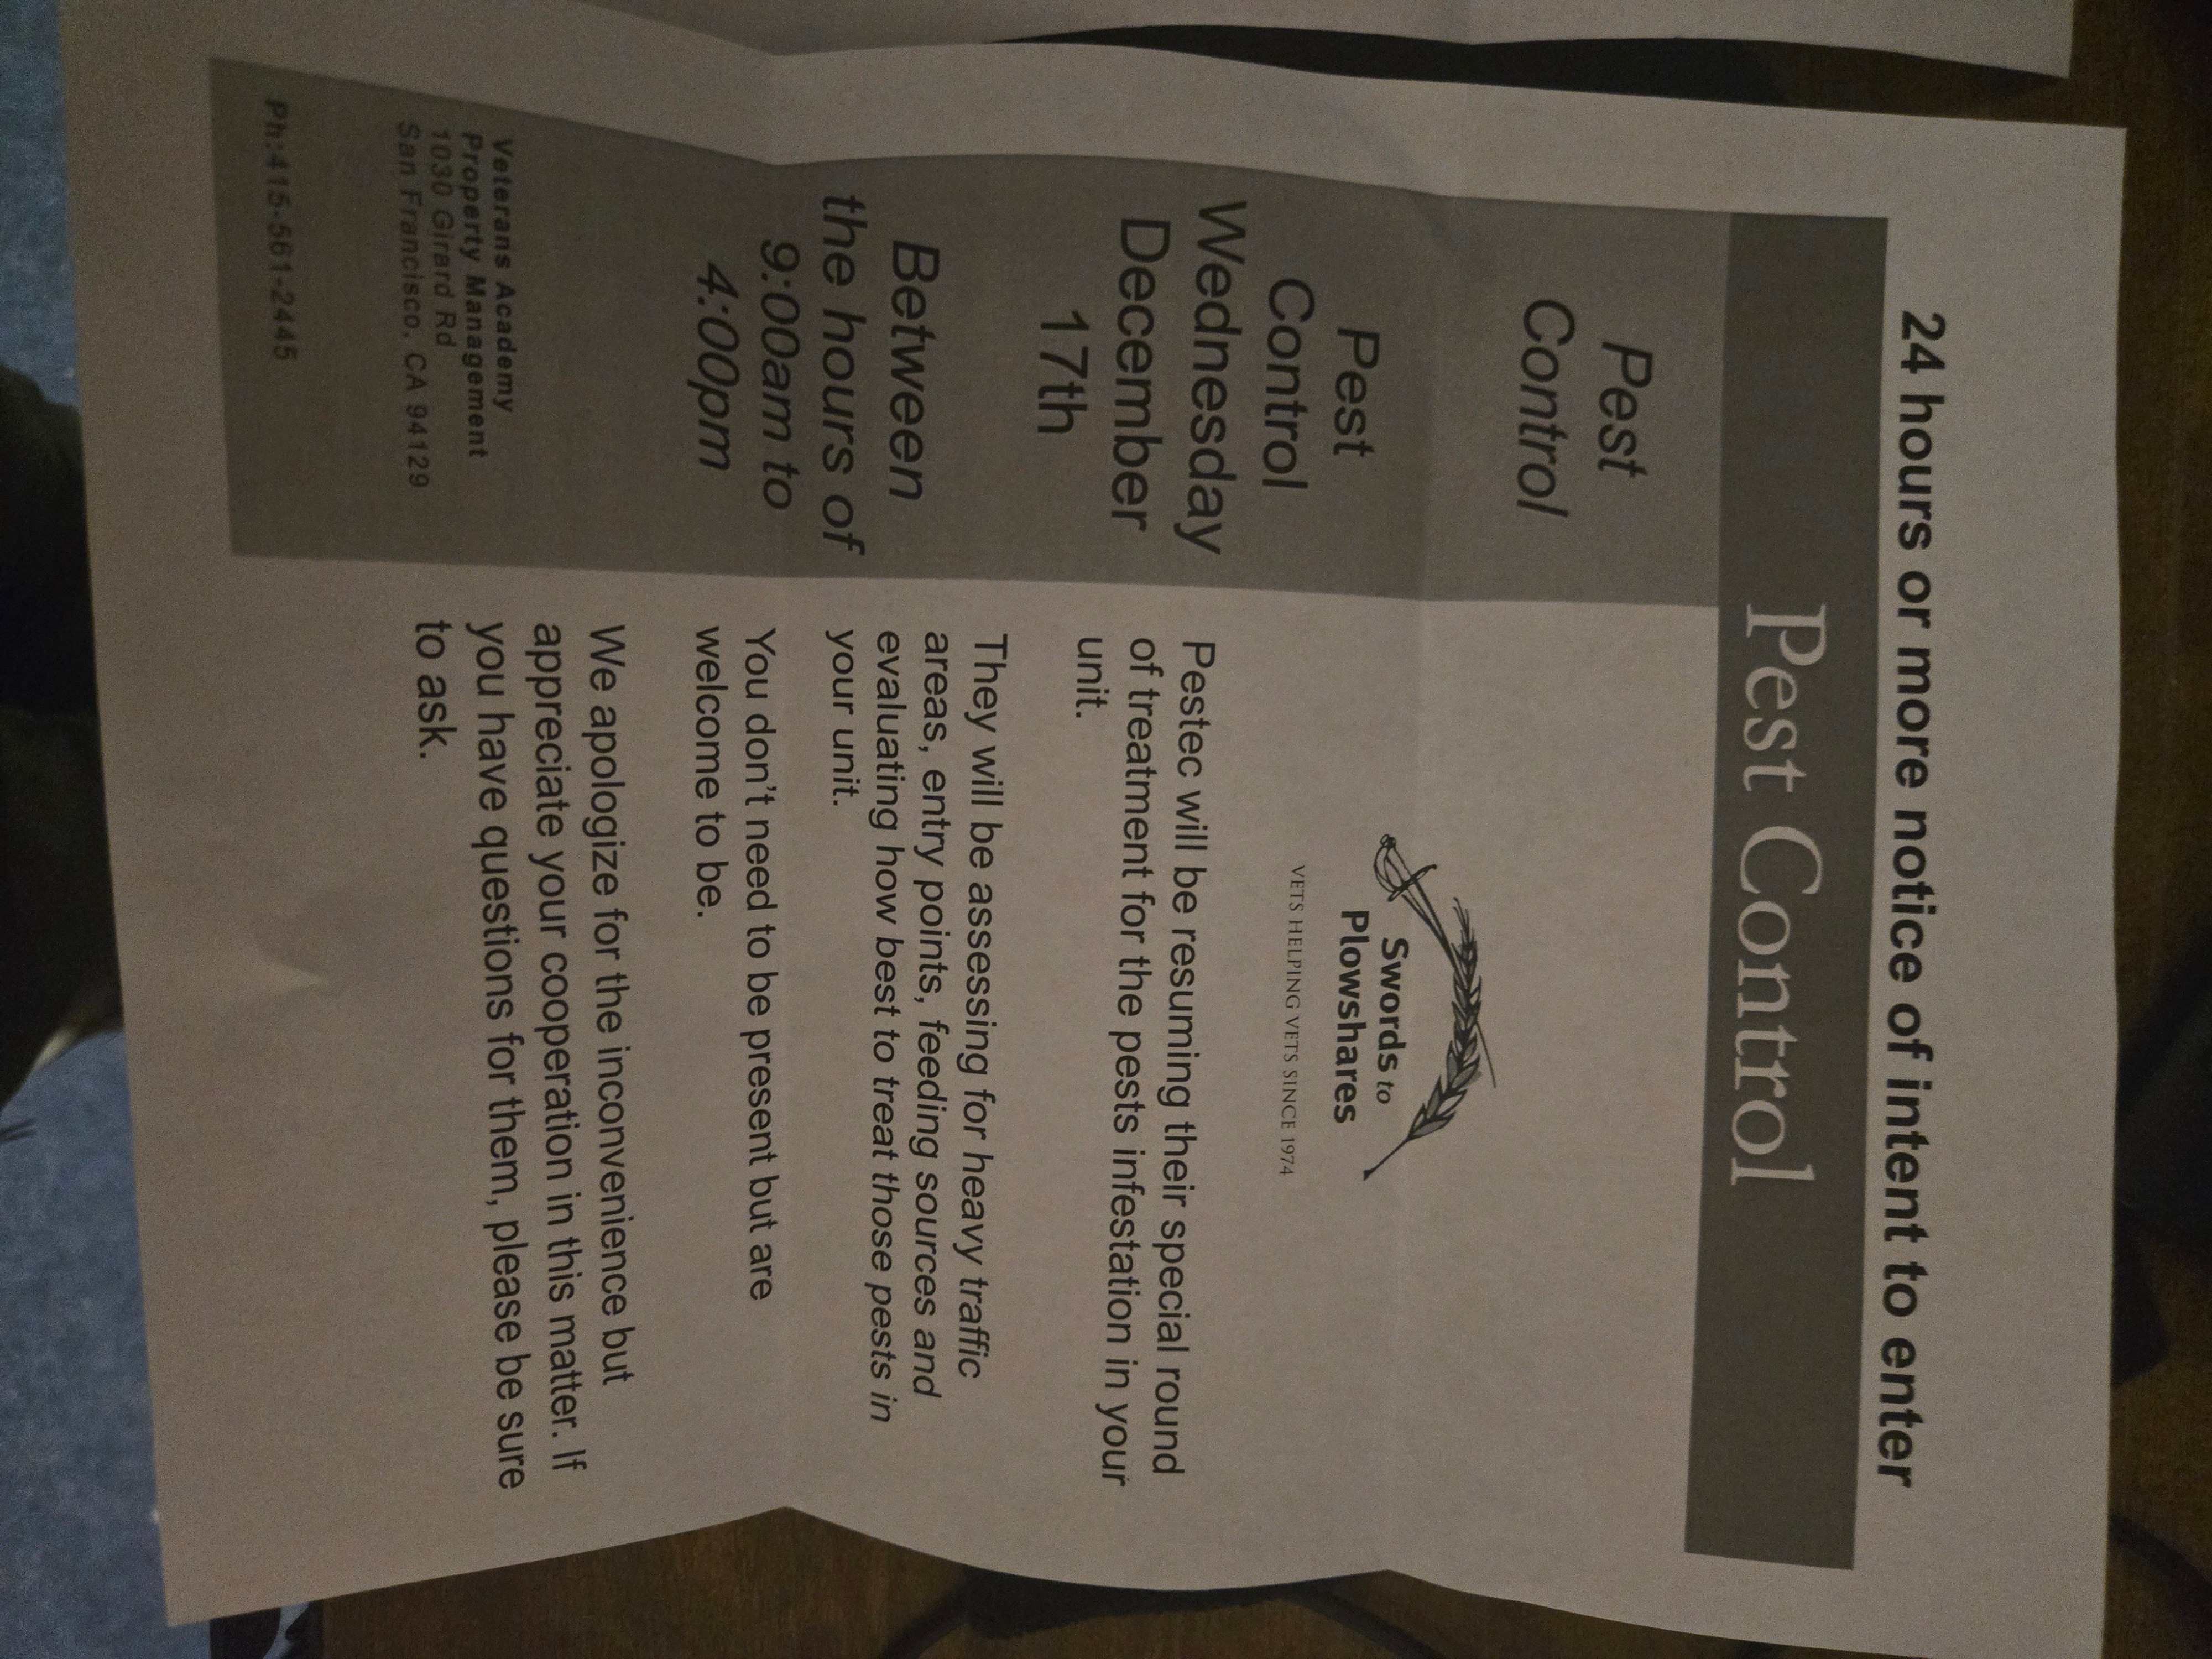 24 hours or more notice of intent to enter
Pest Control
Pest
Control
Pest
Control
Wednesday
December
17th
Between
the hours of
9:00am to
4:00pm
Veterans Academy
Property Management
1030 Girard Rd
San Francisco, CA 94129
Ph:415-561-2445
Swords to
Plowshares
VETS HELPING VETS SINCE 1974
Pestec will be resuming their special round
of treatment for the pests infestation in your
unit.
They will be assessing for heavy traffic
areas, entry points, feeding sources and
evaluating how best to treat those pests in
your unit.
You don't need to be present but are
welcome to be.
We apologize for the inconvenience but
appreciate your cooperation in this matter. If
you have questions for them, please be sure
to ask.